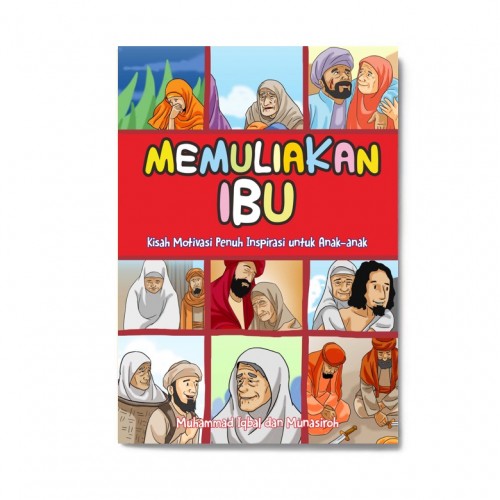 MEMULIAKAN
IBU
Kisah Motivasi Penuh Inspirasi untuk Anak-anak
Muhammad Iqbal dan Munasiroh